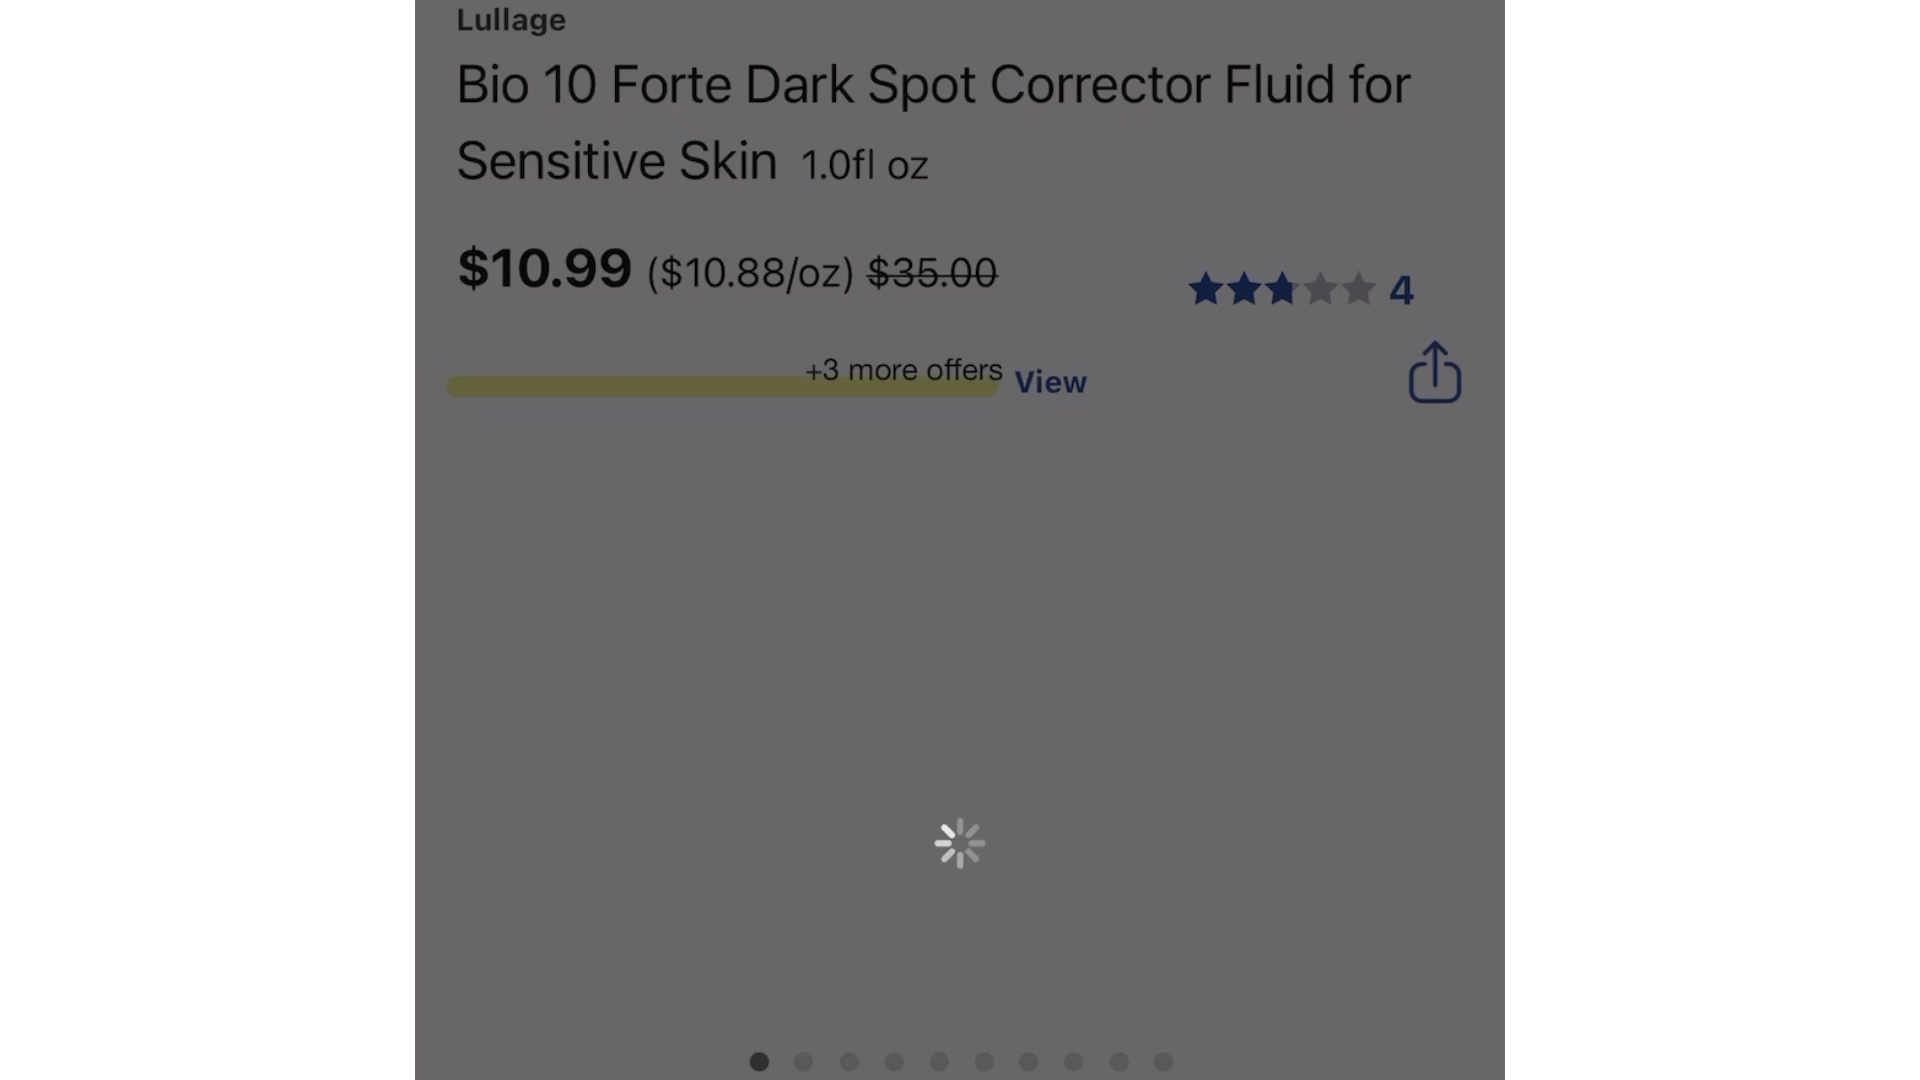 Lullage
Bio 10 Forte Dark Spot Corrector Fluid for
Sensitive Skin 1.0fl oz
$10.99 ($10.88/oz) $35.00
4
+3 more offers View